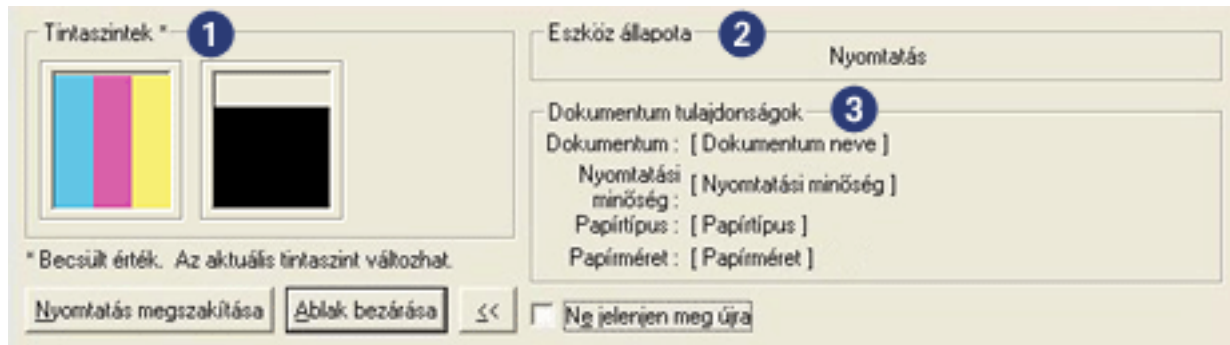 Tintaszintek * 1
* Becsült érték. Az aktuális tintaszint változhat.
Nyomtatás megszakítása Ablak bezárása <<
Eszköz állapota 2
Nyomtatás
Dokumentum tulajdonságok 3
Dokumentum : [ Dokumentum neve ]
Nyomtatási minőség : [ Nyomtatási minőség ]
Papírtípus : [ Papírtípus ]
Papírméret : [ Papírméret ]
Ne jelenjen meg újra